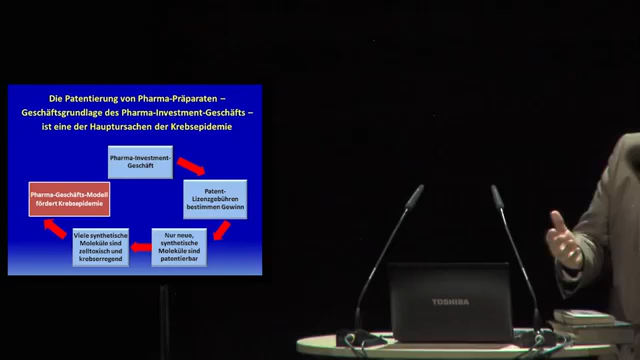 Die Patentierung von Pharma-Präparaten –
Geschäftsgrundlage des Pharma-Investment-Geschäfts –
ist eine der Hauptursachen der Krebsepidemie
Pharma-Investment-
Geschäft
Patent-
Lizenzgebühren
bestimmen Gewinn
Nur neue,
synthetische
Moleküle sind
patentierbar
Viele synthetische
Moleküle sind
zelltoxisch und
krebserregend
Pharma-Geschäfts-Modell
fördert Krebsepidemie
TOSHIBA